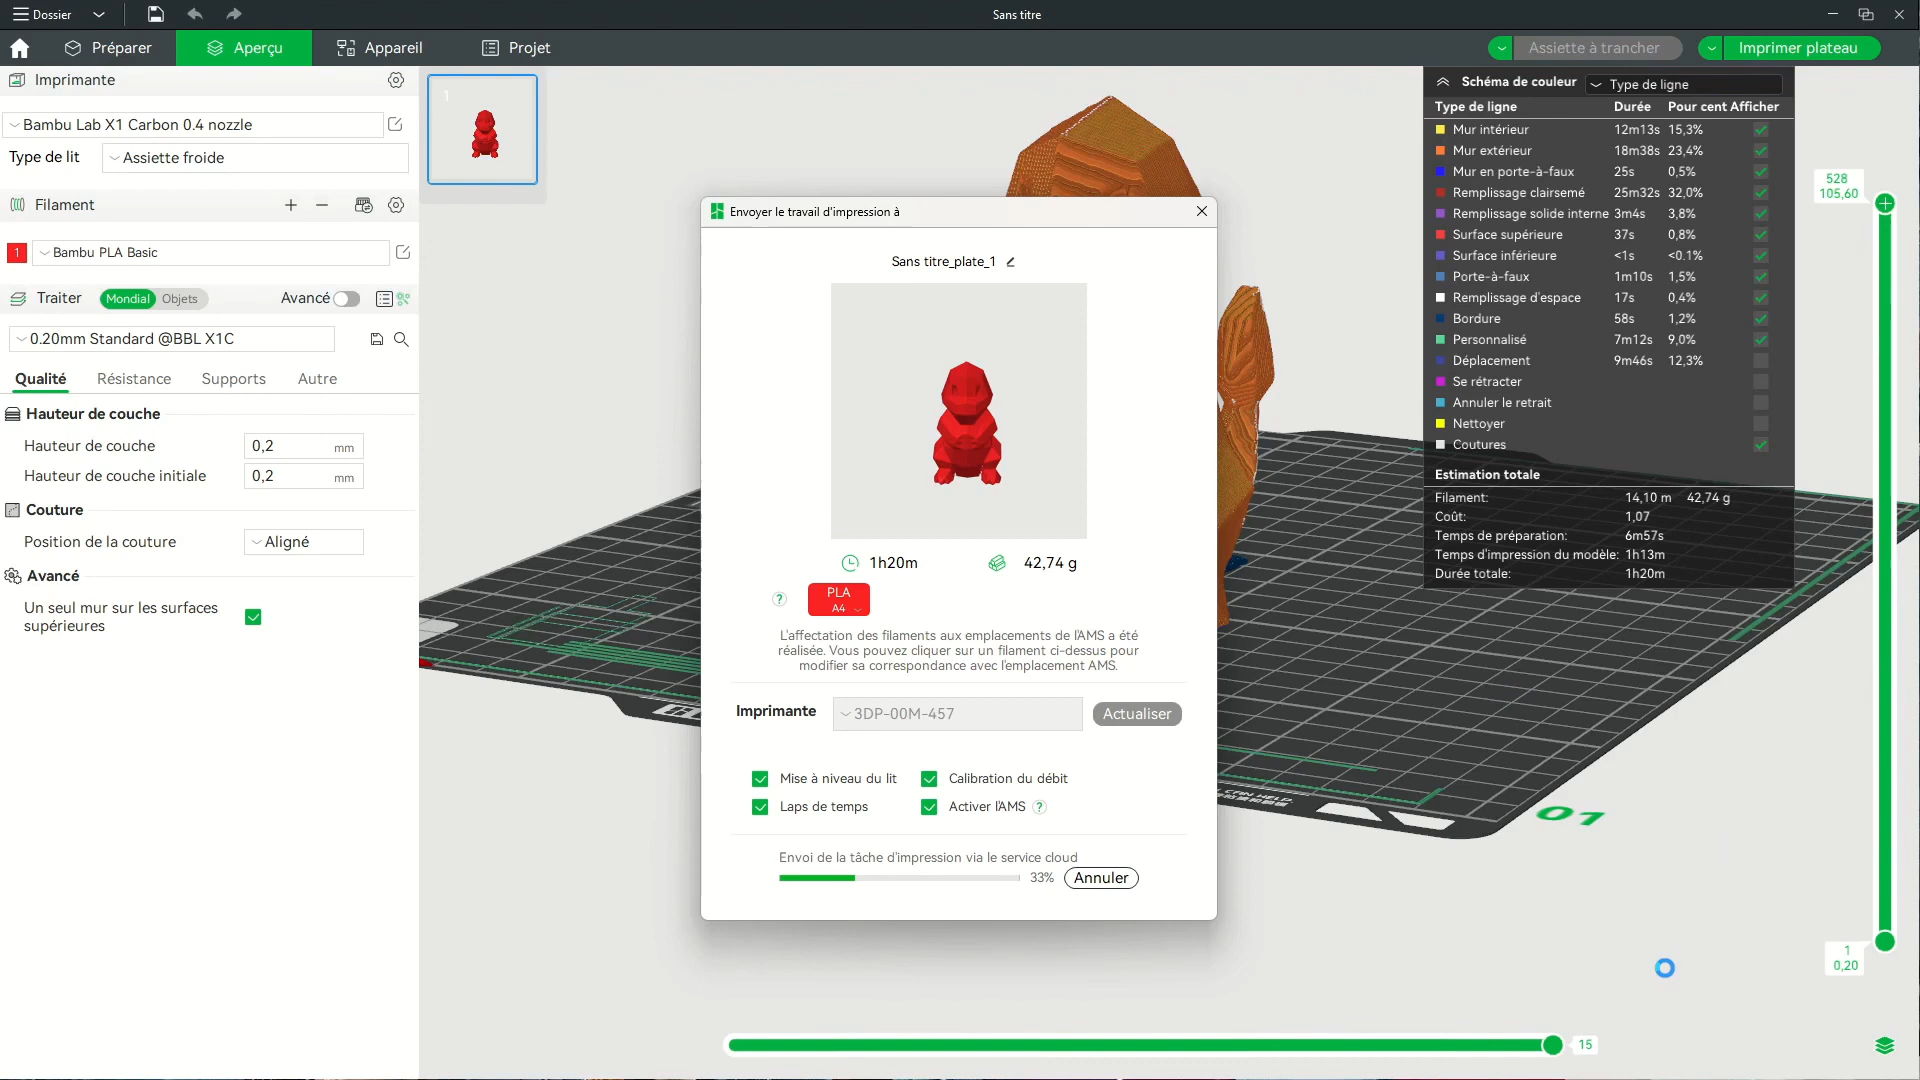 Dossier
Sans titre
Préparer
Aperçu
Appareil
Projet
Assiette à trancher
Imprimer plateau
Imprimante
Bambu Lab X1 Carbon 0.4 nozzle
Type de lit
Assiette froide
Filament
1
Bambu PLA Basic
Traiter
Mondial
Objets
Avancé
0.20mm Standard @BBL X1C
Qualité
Résistance
Supports
Autre
Hauteur de couche
Hauteur de couche
0,2 mm
Hauteur de couche initiale
0,2 mm
Couture
Position de la couture
Aligné
Avancé
Un seul mur sur les surfaces
supérieures
1
Envoyer le travail d'impression à
Sans titre_plate_1
1h20m
42,74 g
PLA
A4
L'affectation des filaments aux emplacements de l'AMS a été
réalisée. Vous pouvez cliquer sur un filament ci-dessus pour
modifier sa correspondance avec l'emplacement AMS.
Imprimante
3DP-00M-457
Actualiser
Mise à niveau du lit
Calibration du débit
Laps de temps
Activer l'AMS
Envoi de la tâche d'impression via le service cloud
33%
Annuler
Schéma de couleur
Type de ligne
Type de ligne Durée Pour cent Afficher
Mur intérieur 12m13s 15,3%
Mur extérieur 18m38s 23,4%
Mur en porte-à-faux 25s 0,5%
Remplissage clairsemé 25m32s 32,0%
Remplissage solide interne 3m4s 3,8%
Surface supérieure 37s 0,8%
Surface inférieure <1s <0.1%
Porte-à-faux 1m10s 1,5%
Remplissage d'espace 17s 0,4%
Bordure 58s 1,2%
Personnalisé 7m12s 9,0%
Déplacement 9m46s 12,3%
Se rétracter
Annuler le retrait
Nettoyer
Coutures
Estimation totale
Filament: 14,10 m 42,74 g
Coût: 1,07
Temps de préparation: 6m57s
Temps d'impression du modèle: 1h13m
Durée totale: 1h20m
528
105,60
1
0,20
01
15